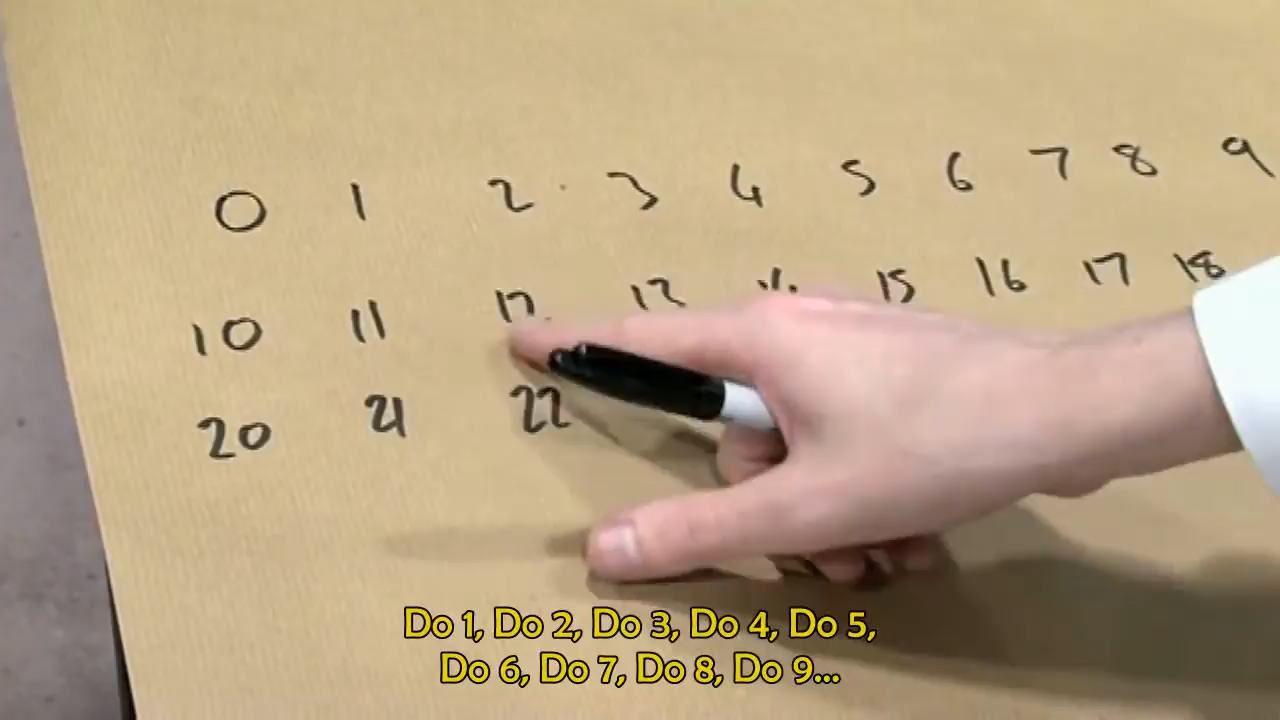 0 1 2 3 4 5 6 7 8 9
10 11 12 13 14 15 16 17 18
20 21 22
Do 1, Do 2, Do 3, Do 4, Do 5,
Do 6, Do 7, Do 8, Do 9...